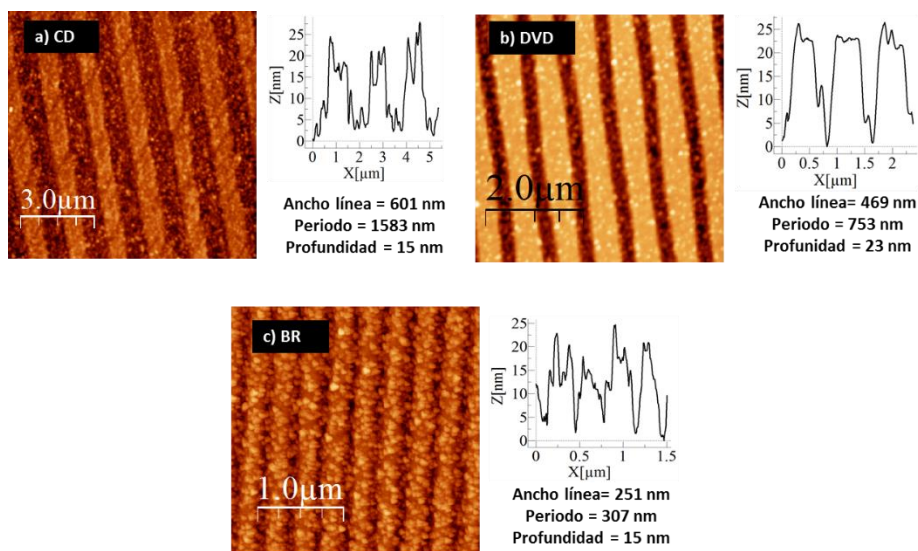 a) CD
3.0µm
Z[nm]
25
20
15
10
5
0
0 1 2 3 4 5
X[µm]
Ancho línea = 601 nm
Periodo = 1583 nm
Profundidad = 15 nm
b) DVD
2.0µm
Z[nm]
25
20
15
10
5
0
0 0.5 1 1.5 2
X[µm]
Ancho línea= 469 nm
Periodo = 753 nm
Profunidad = 23 nm
c) BR
1.0µm
Z[nm]
25
20
15
10
5
0
0 0.5 1 1.5
X[µm]
Ancho línea= 251 nm
Periodo = 307 nm
Profundidad = 15 nm